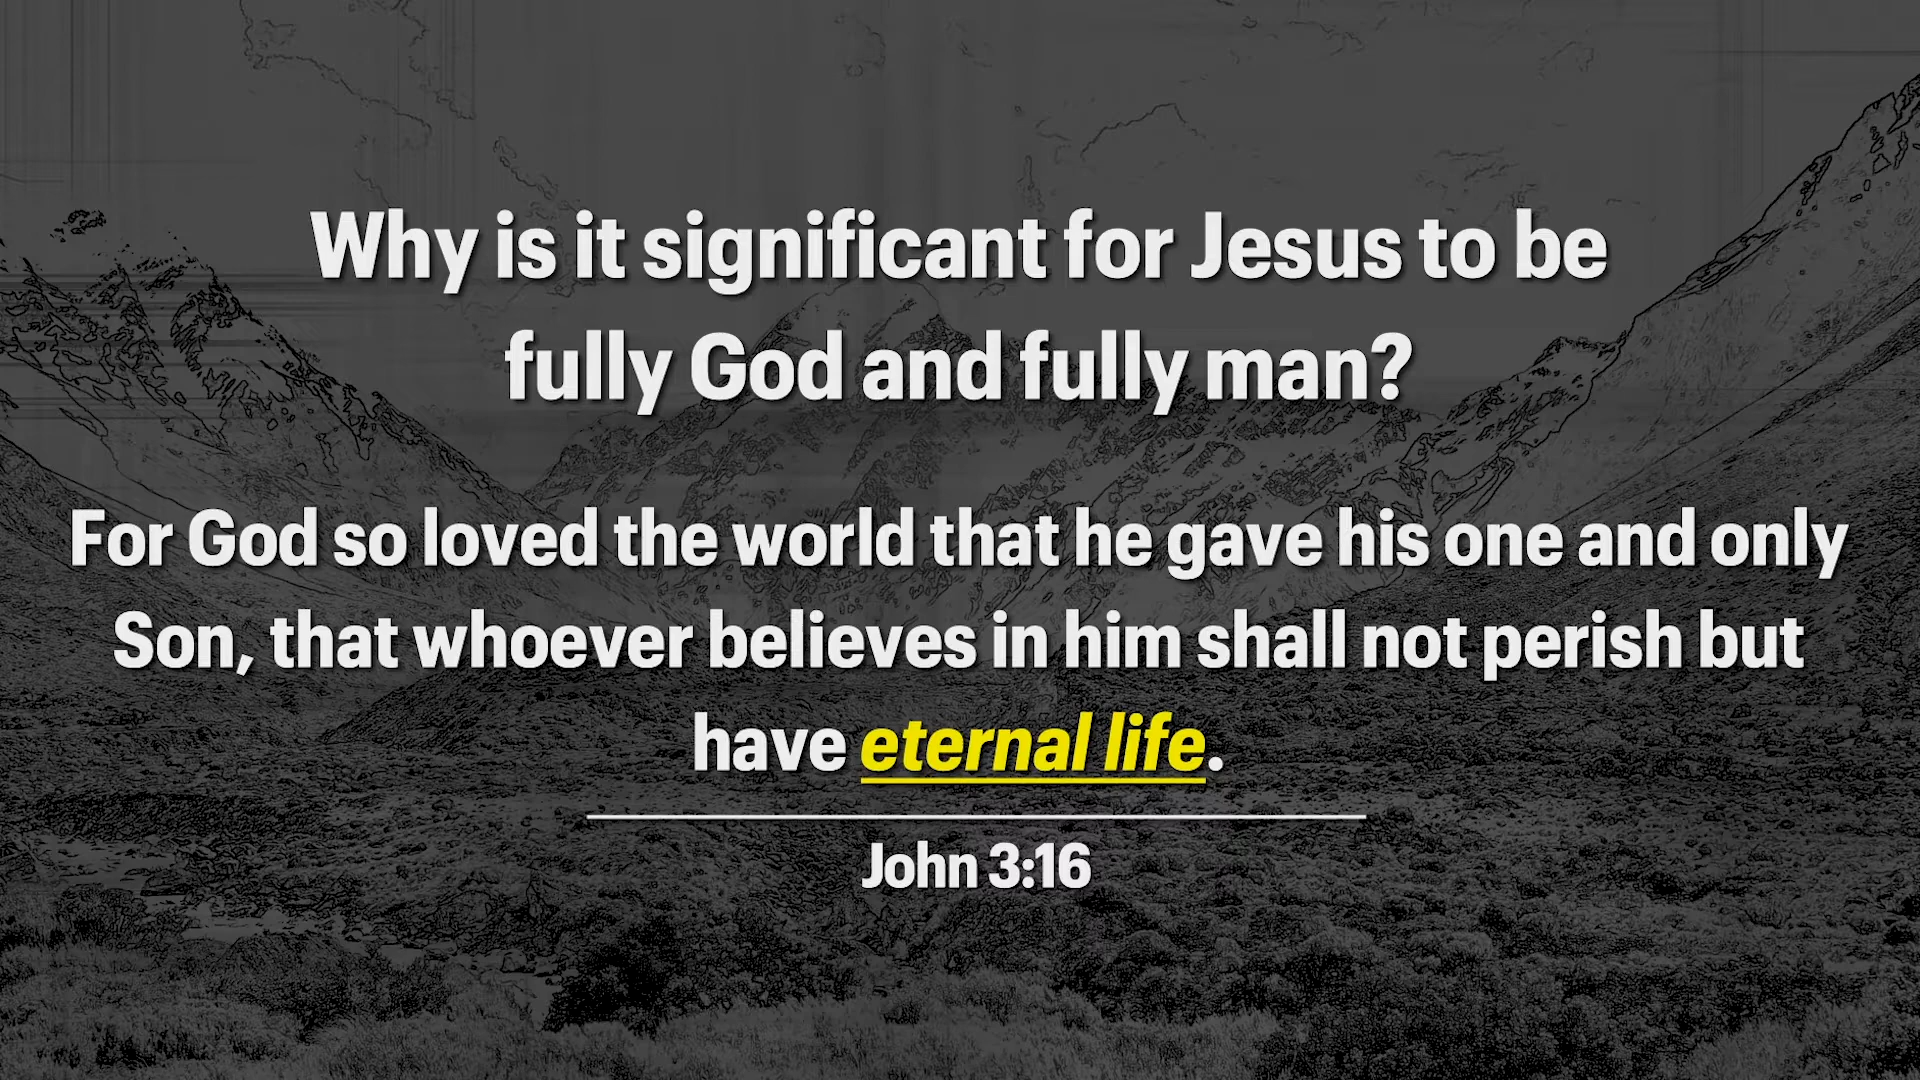 Why is it significant for Jesus to be
fully God and fully man?
For God so loved the world that he gave his one and only
Son, that whoever believes in him shall not perish but
have eternal life.
John 3:16